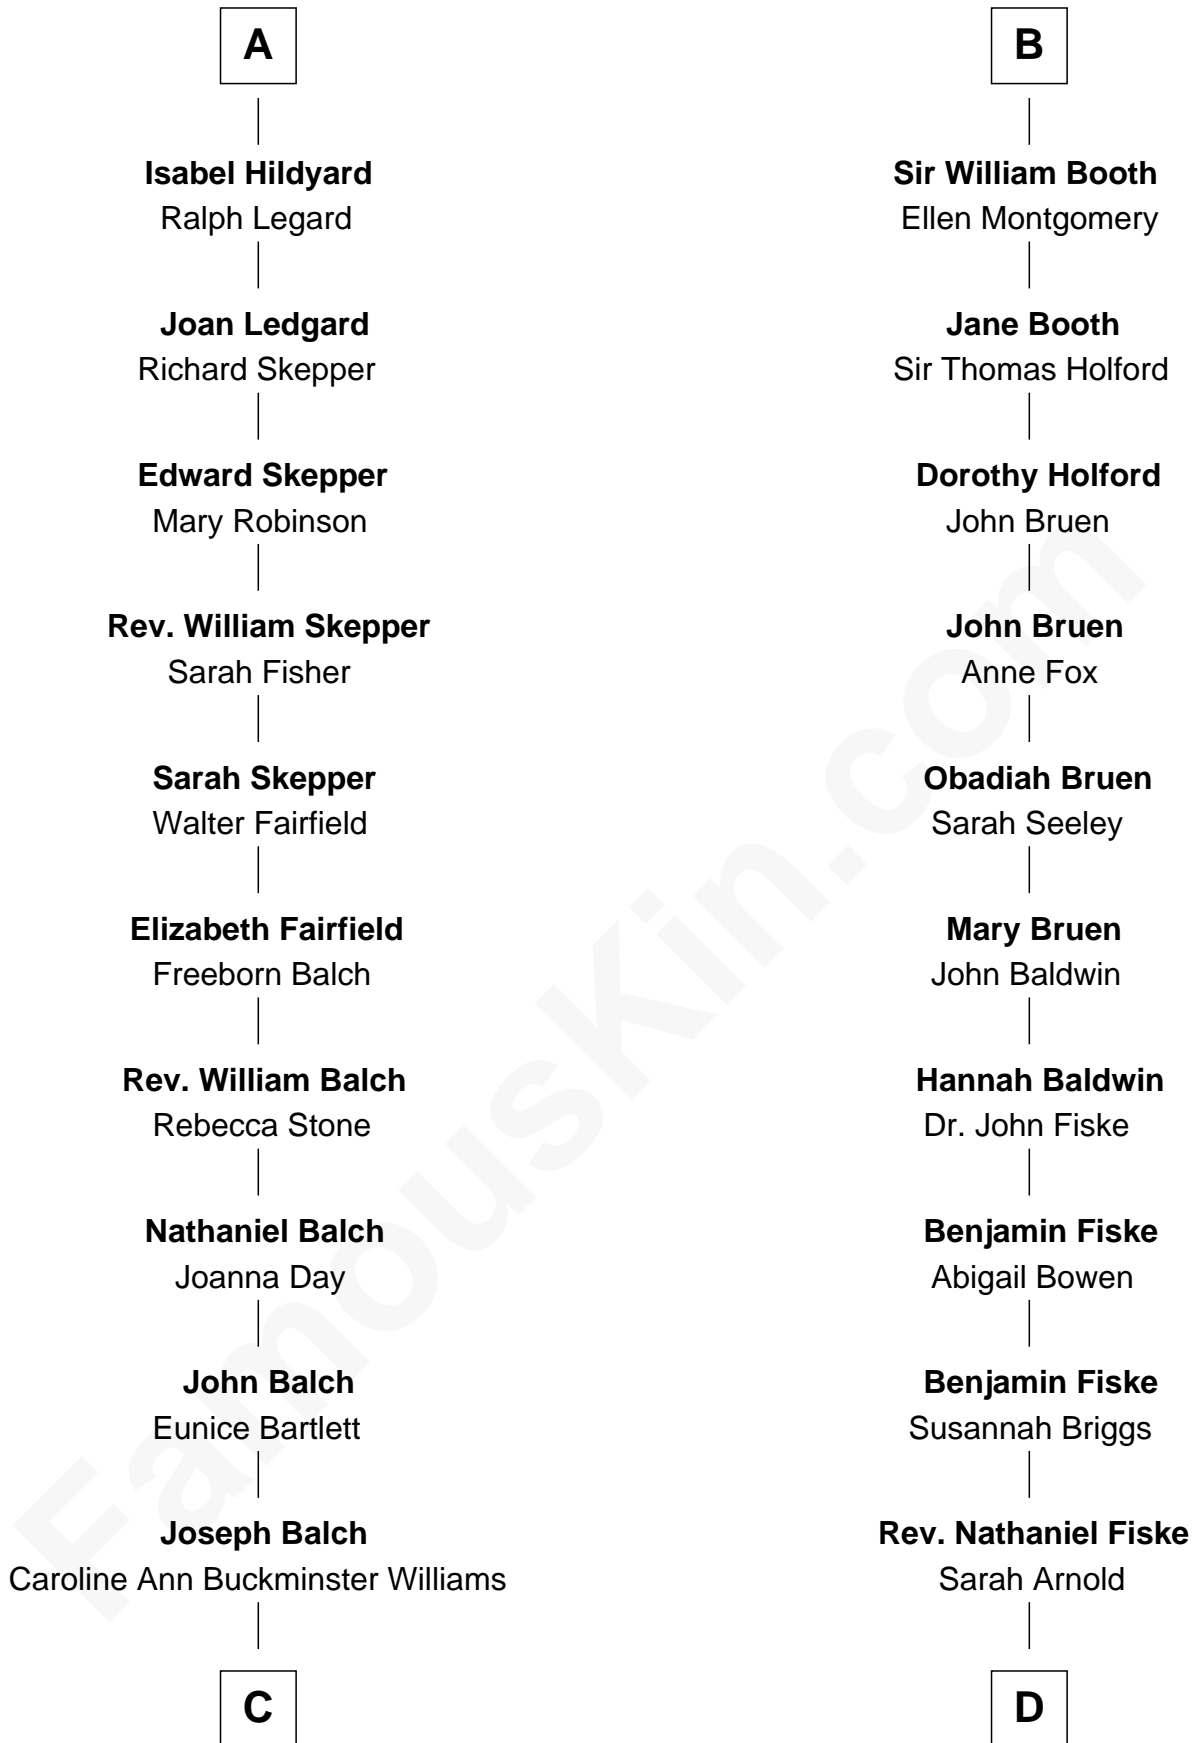 A
Isabel Hildyard
Ralph Legard
Joan Ledgard
Richard Skepper
Edward Skepper
Mary Robinson
Rev. William Skepper
Sarah Fisher
Sarah Skepper
Walter Fairfield
Elizabeth Fairfield
Freeborn Balch
Rev. William Balch
Rebecca Stone
Nathaniel Balch
Joanna Day
John Balch
Eunice Bartlett
Joseph Balch
Caroline Ann Buckminster Williams
C
B
Sir William Booth
Ellen Montgomery
Jane Booth
Sir Thomas Holford
Dorothy Holford
John Bruen
John Bruen
Anne Fox
Obadiah Bruen
Sarah Seeley
Mary Bruen
John Baldwin
Hannah Baldwin
Dr. John Fiske
Benjamin Fiske
Abigail Bowen
Benjamin Fiske
Susannah Briggs
Rev. Nathaniel Fiske
Sarah Arnold
D
FamousKin.com